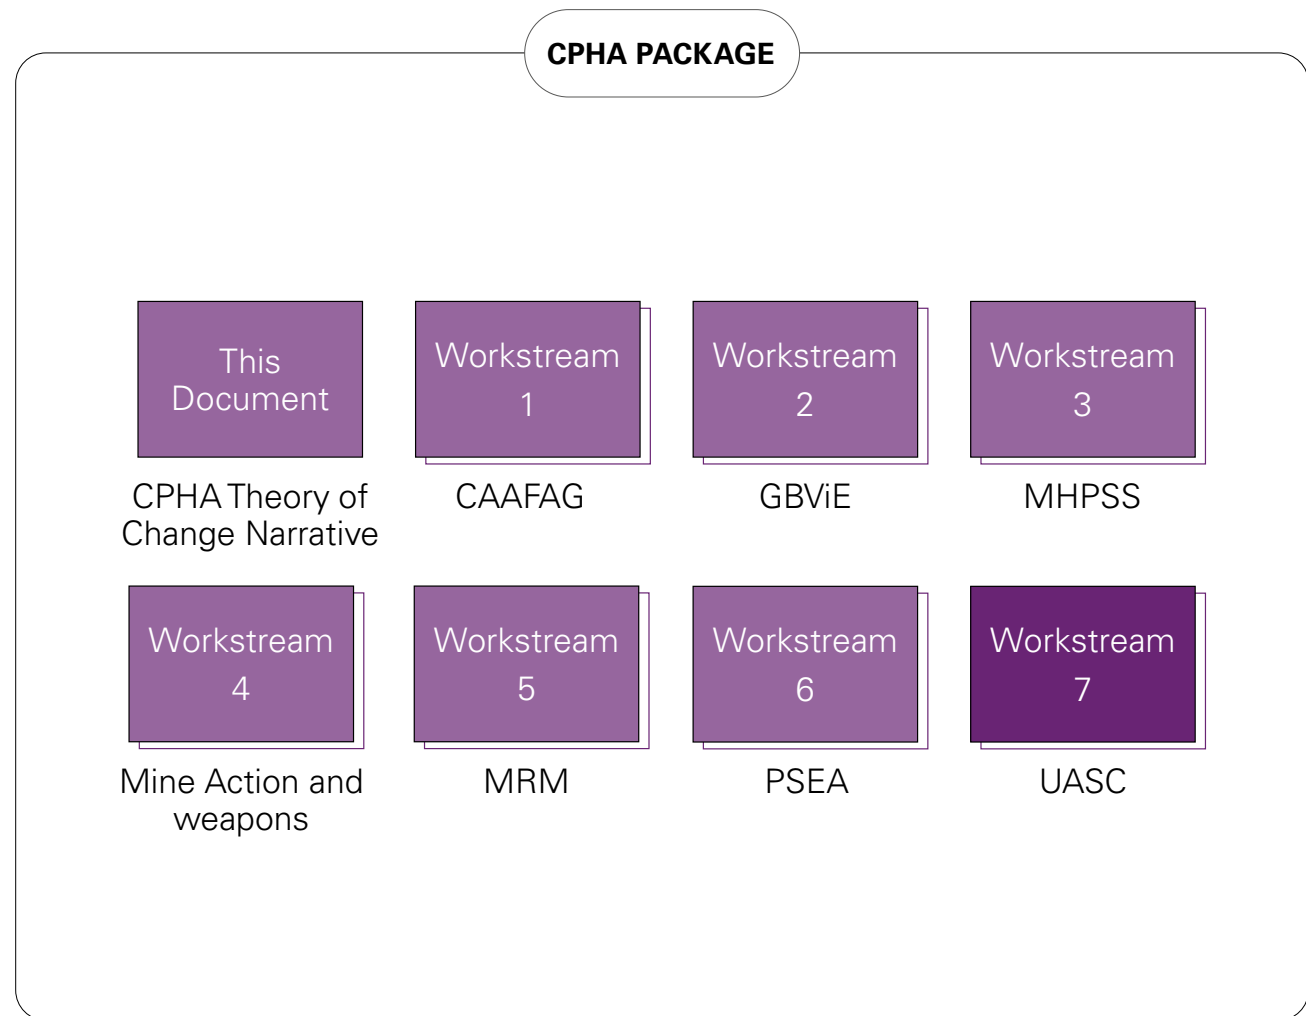 CPHA PACKAGE
This
Document
CPHA Theory of
Change Narrative
Workstream
1
CAAFAG
Workstream
2
GBViE
Workstream
3
MHPSS
Workstream
4
Mine Action and
weapons
Workstream
5
MRM
Workstream
6
PSEA
Workstream
7
UASC